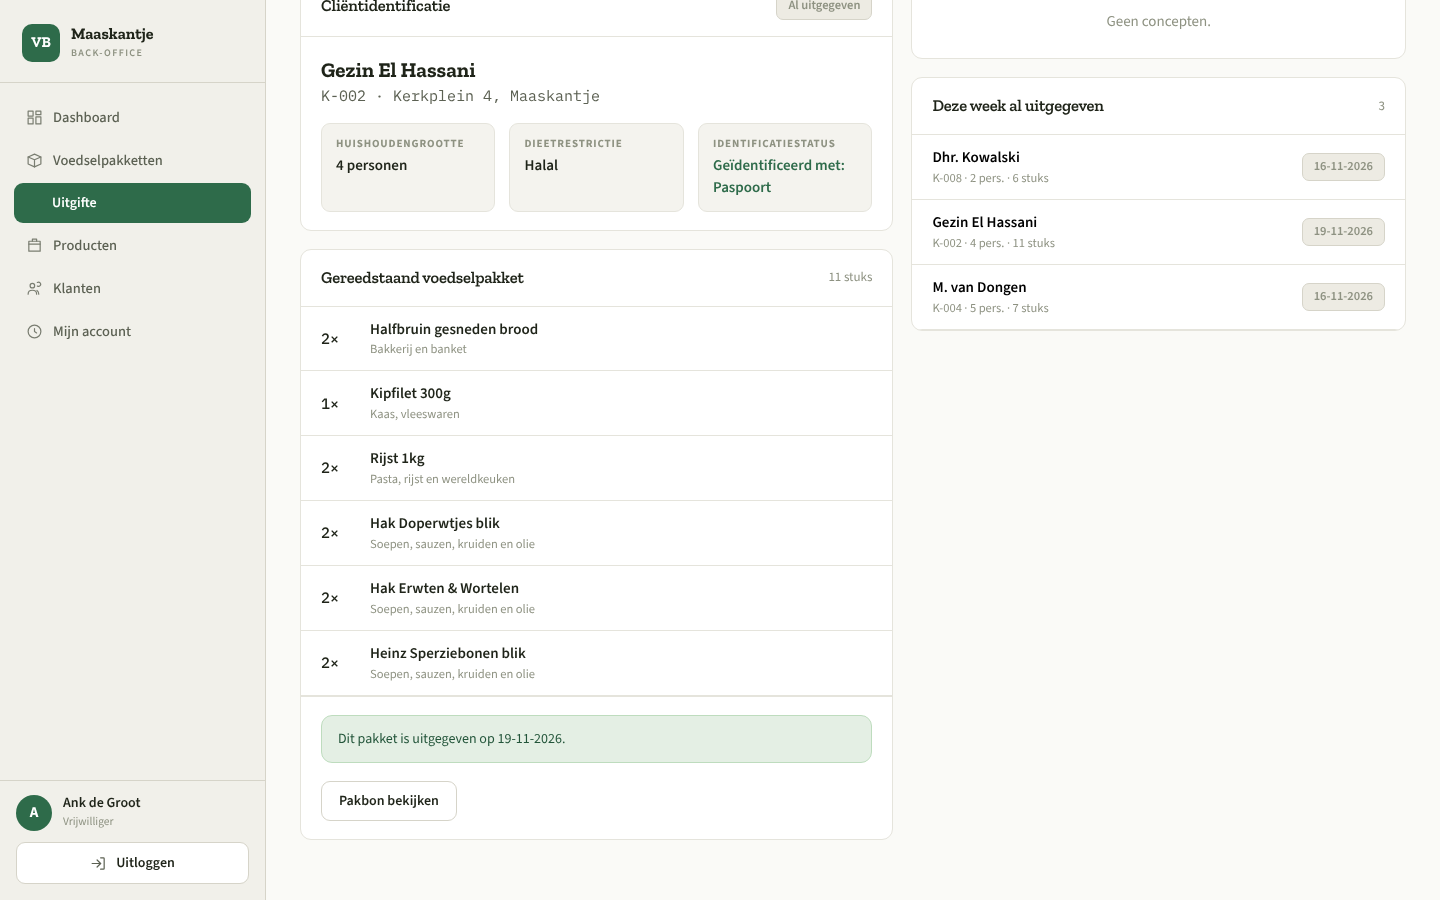 VB
Maaskantje
BACK-OFFICE
Dashboard
Voedselpakketten
Uitgifte
Producten
Klanten
Mijn account
A
Ank de Groot
Vrijwilliger
Uitloggen
Cliëntidentificatie
Al uitgegeven
Gezin El Hassani
K-002 · Kerkplein 4, Maaskantje
HUISHOUDENGROOTTE
4 personen
DIEETRESTRICTIE
Halal
IDENTIFICATIESTATUS
Geïdentificeerd met:
Paspoort
Gereedstaand voedselpakket
11 stuks
2×
Halfbruin gesneden brood
Bakkerij en banket
1×
Kipfilet 300g
Kaas, vleeswaren
2×
Rijst 1kg
Pasta, rijst en wereldkeuken
2×
Hak Doperwtjes blik
Soepen, sauzen, kruiden en olie
2×
Hak Erwten & Wortelen
Soepen, sauzen, kruiden en olie
2×
Heinz Sperziebonen blik
Soepen, sauzen, kruiden en olie
Dit pakket is uitgegeven op 19-11-2026.
Pakbon bekijken
Geen concepten.
Deze week al uitgegeven
3
Dhr. Kowalski
K-008 · 2 pers. · 6 stuks
16-11-2026
Gezin El Hassani
K-002 · 4 pers. · 11 stuks
19-11-2026
M. van Dongen
K-004 · 5 pers. · 7 stuks
16-11-2026